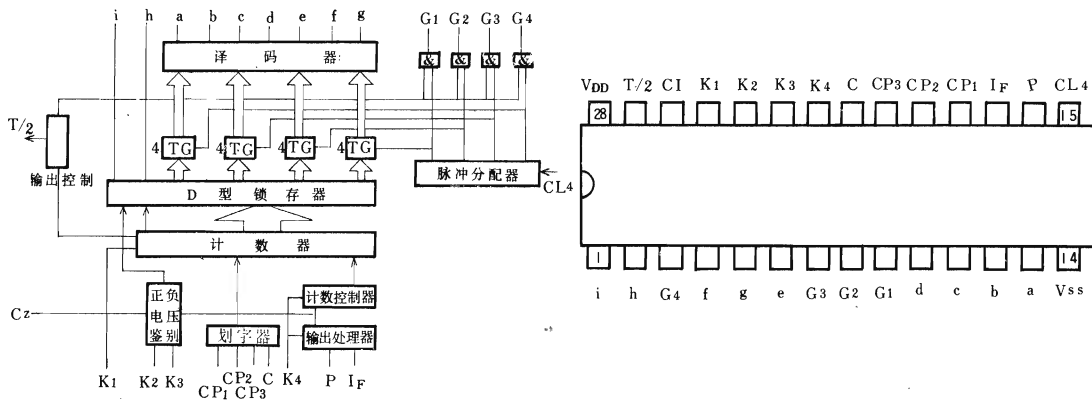 i h a b c d e f g
G1 G2 G3 G4
译码器
& & & &
T/2
4 TG 4 TG 4 TG 4 TG
输出控制
脉冲分配器
CL4
D型锁存器
计数器
计数控制器
正负电压鉴别
Cz
划字器
输出处理器
K1 K2 K3 CP1 CP2 CP3 C K4 P IF
VDD T/2 CI K1 K2 K3 K4 C CP3 CP2 CP1 IF P CL4
28 15
1 14
i h G4 f g e G3 G2 G1 d c b a Vss